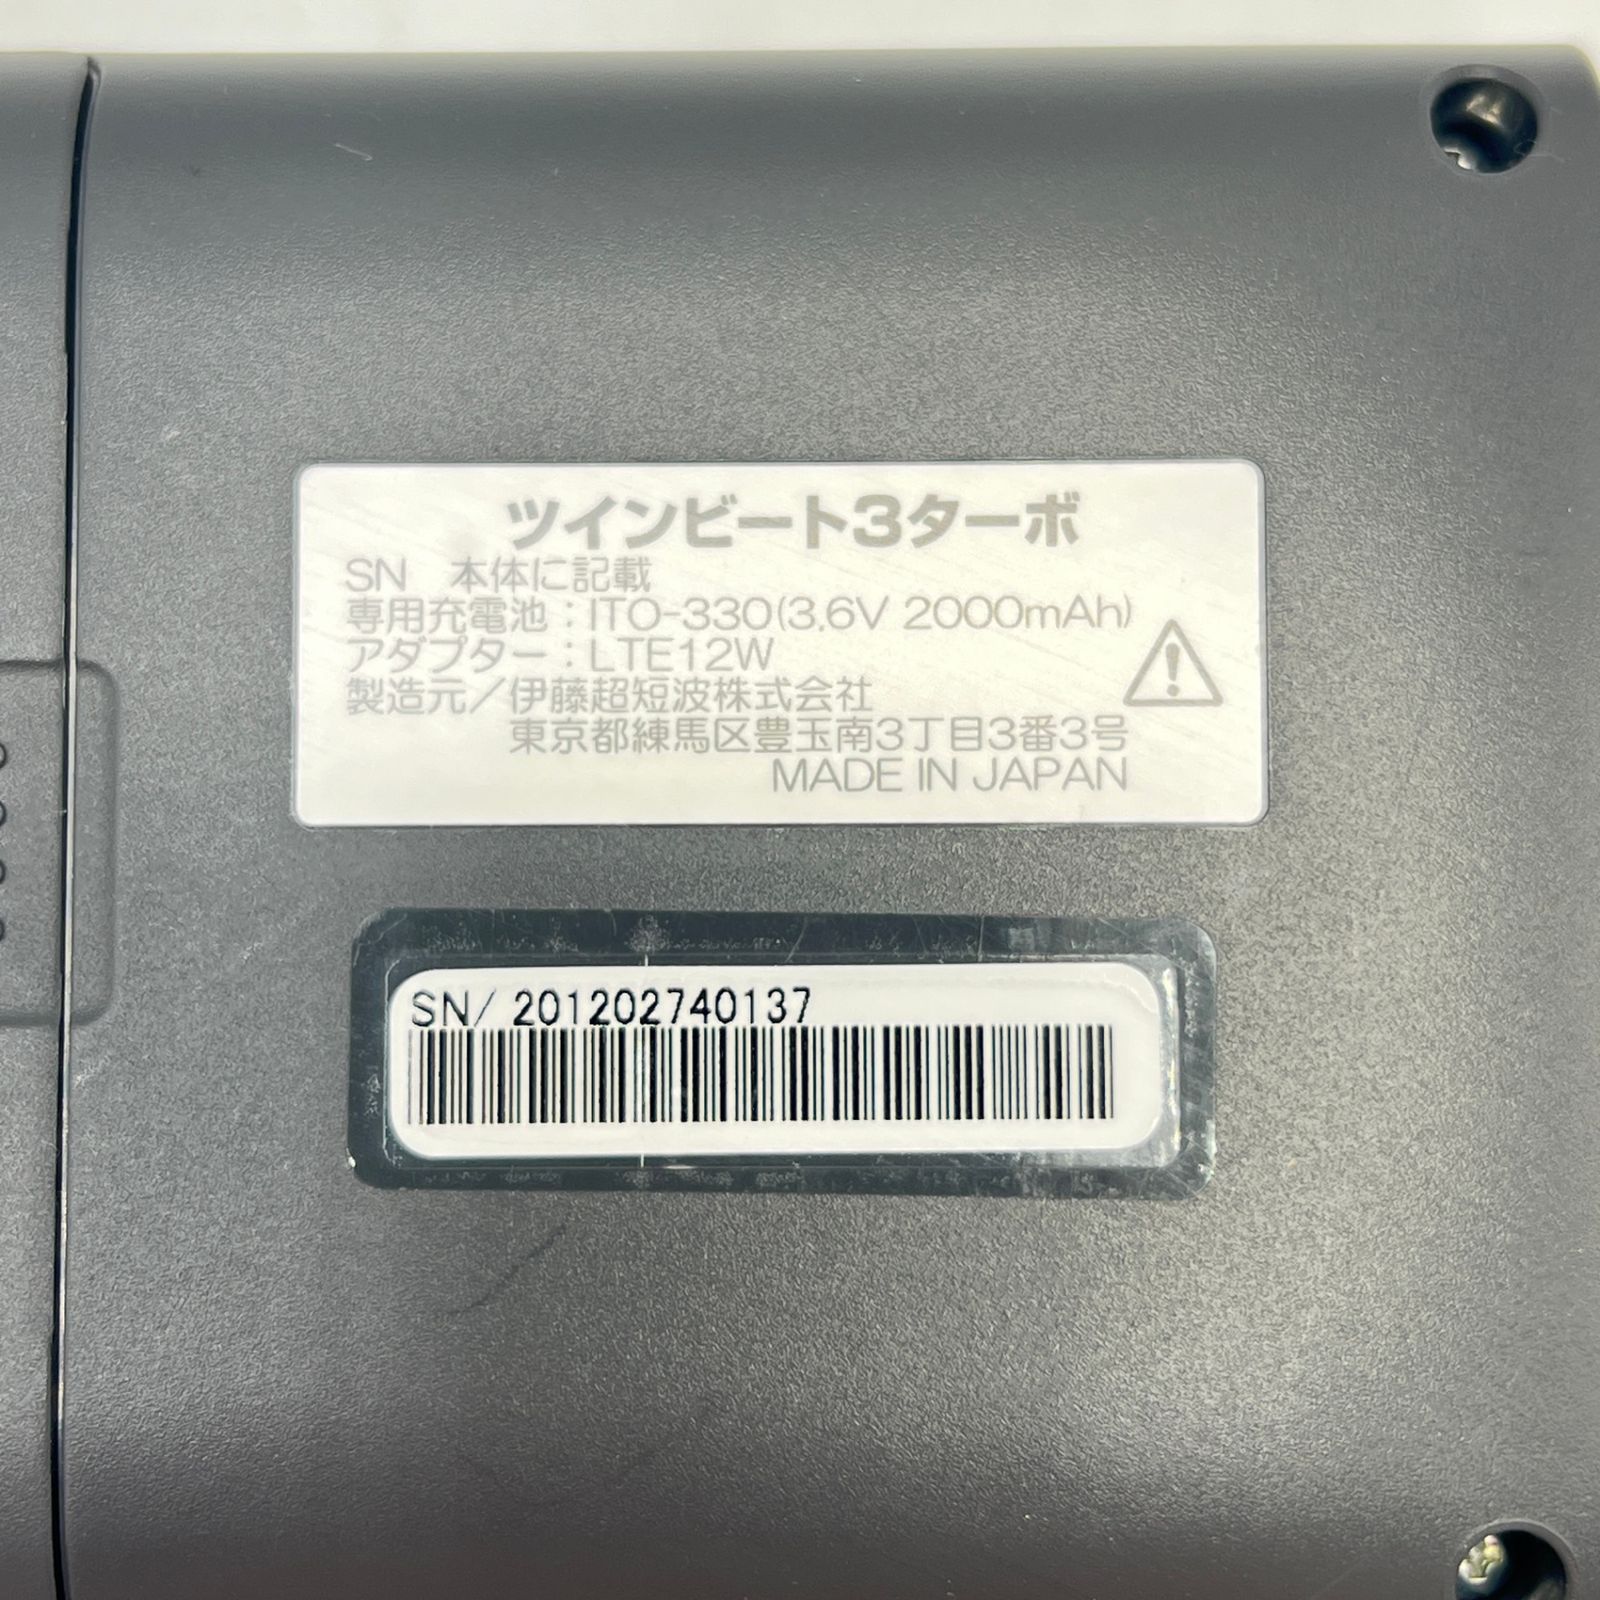 ツインビート3ターボ
SN 本体に記載
専用充電池：ITO-330(3.6V 2000mAh)
アダプター：LTE12W
製造元／伊藤超短波株式会社
東京都練馬区豊玉南3丁目3番3号
MADE IN JAPAN
SN/ 201202740137